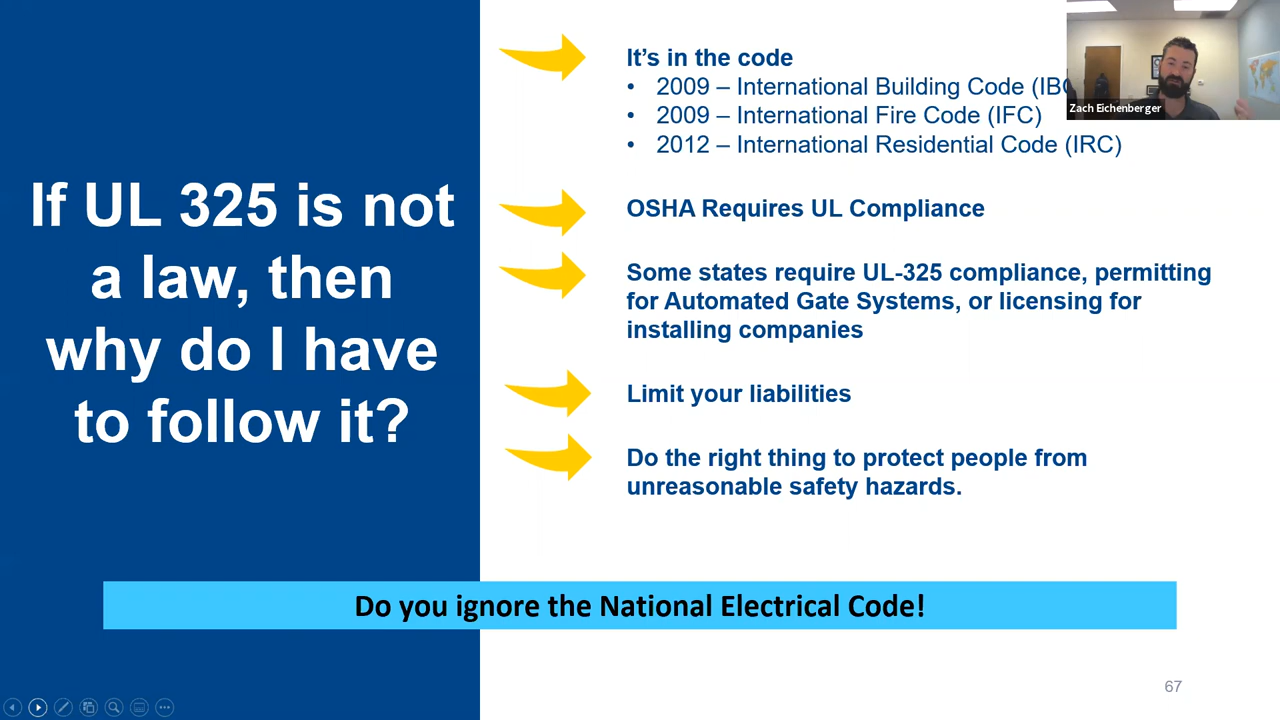 If UL 325 is not
a law, then
why do I have
to follow it?
It's in the code
• 2009 – International Building Code (IBC
• 2009 – International Fire Code (IFC)
• 2012 – International Residential Code (IRC)
OSHA Requires UL Compliance
Some states require UL-325 compliance, permitting
for Automated Gate Systems, or licensing for
installing companies
Limit your liabilities
Do the right thing to protect people from
unreasonable safety hazards.
Do you ignore the National Electrical Code!
67
Zach Eichenberger